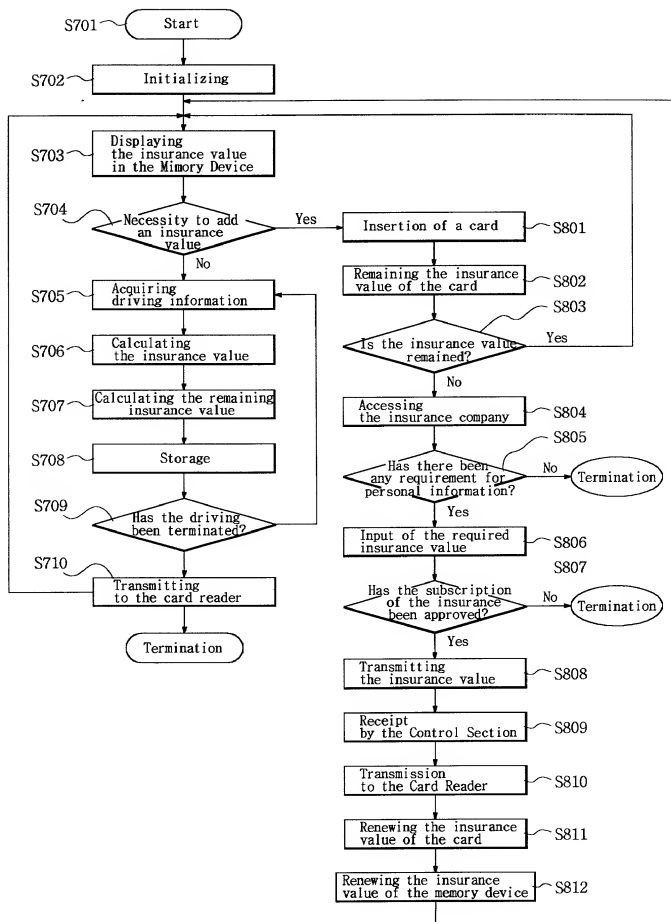 S701
Start
S702
Initializing
S703
Displaying
the insurance value
in the Mimory Device
S704
Necessity to add
an insurance
value
Yes
No
S705
Acquiring
driving information
S706
Calculating
the insurance value
S707
Calculating the remaining
insurance value
S708
Storage
S709
Has the driving
been terminated?
S710
Transmitting
to the card reader
Termination
Insertion of a card
S801
Remaining the insurance
value of the card
S802
S803
Is the insurance value
remained?
Yes
No
Accessing
the insurance company
S804
S805
Has there been
any requirement for
personal information?
No
Termination
Yes
Input of the required
insurance value
S806
S807
Has the subscription
of the insurance
been approved?
No
Termination
Yes
Transmitting
the insurance value
S808
Receipt
by the Control Section
S809
Transmission
to the Card Reader
S810
Renewing the insurance
value of the card
S811
Renewing the insurance
value of the memory device
S812